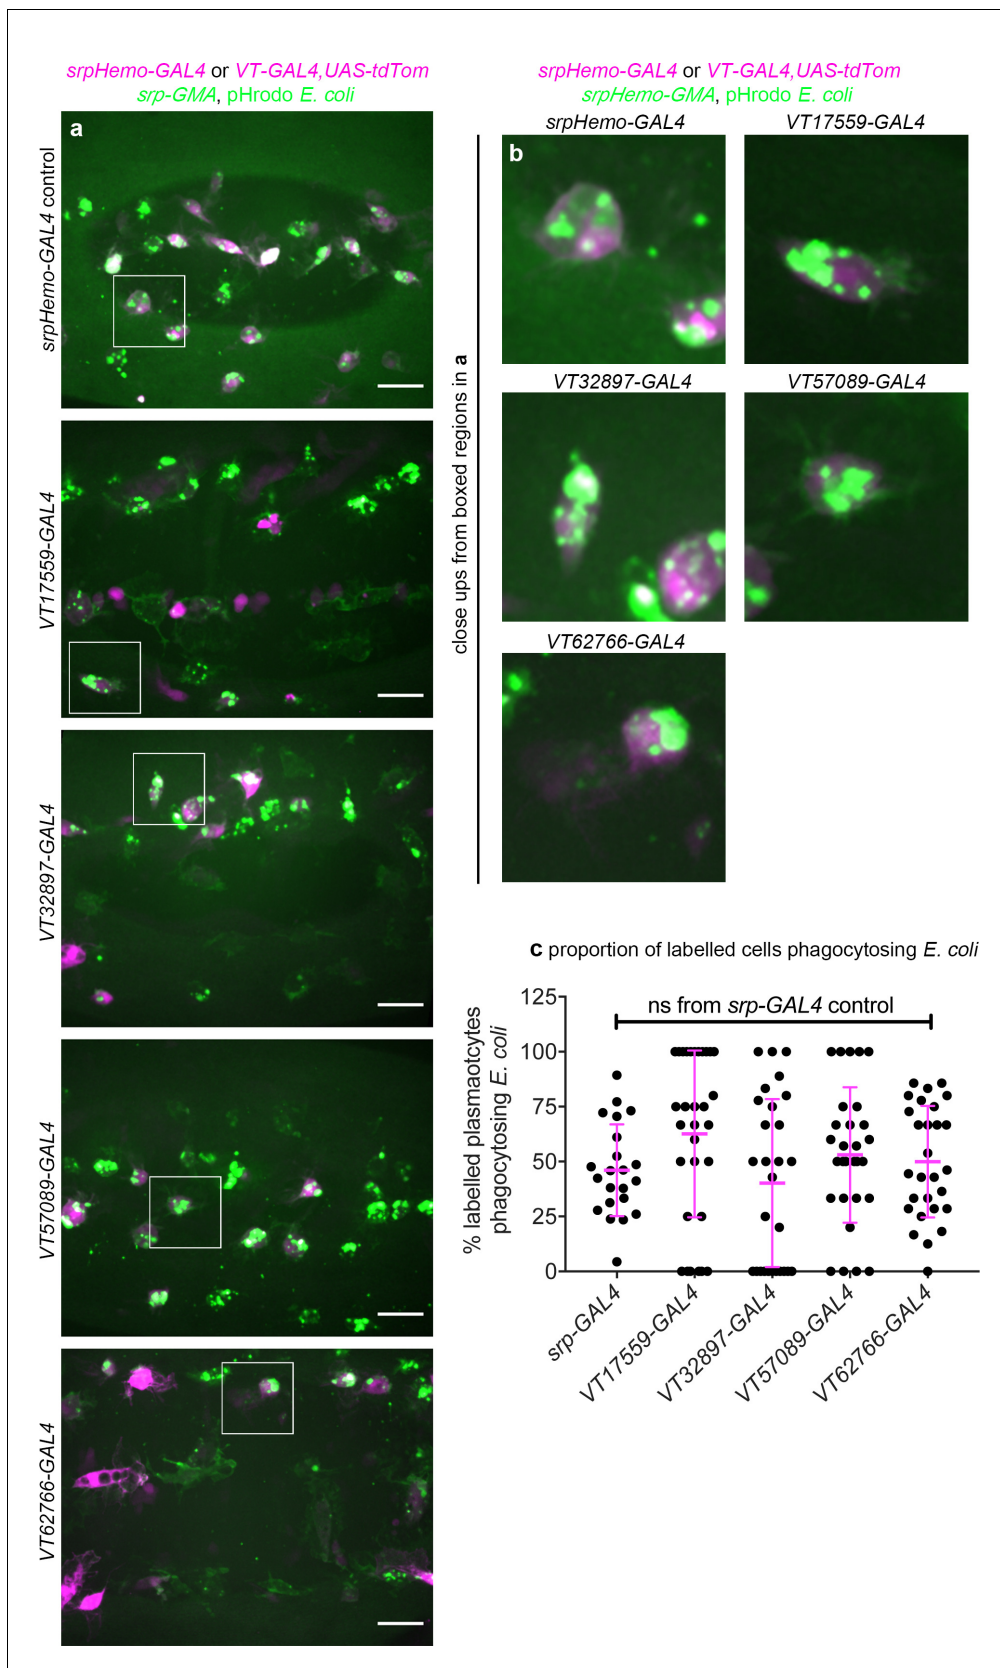 srpHemo-GAL4 or VT-GAL4,UAS-tdTom
srp-GMA, pHrodo E. coli
a
srpHemo-GAL4 control
VT17559-GAL4
VT32897-GAL4
VT57089-GAL4
VT62766-GAL4
srpHemo-GAL4 or VT-GAL4,UAS-tdTom
srpHemo-GMA, pHrodo E. coli
close ups from boxed regions in a
srpHemo-GAL4
VT17559-GAL4
b
VT32897-GAL4
VT57089-GAL4
VT62766-GAL4
c proportion of labelled cells phagocytosing E. coli
% labelled plasmaotcytes
phagocytosing E. coli
125
100
75
50
25
0
ns from srp-GAL4 control
srp-GAL4
VT17559-GAL4
VT32897-GAL4
VT57089-GAL4
VT62766-GAL4